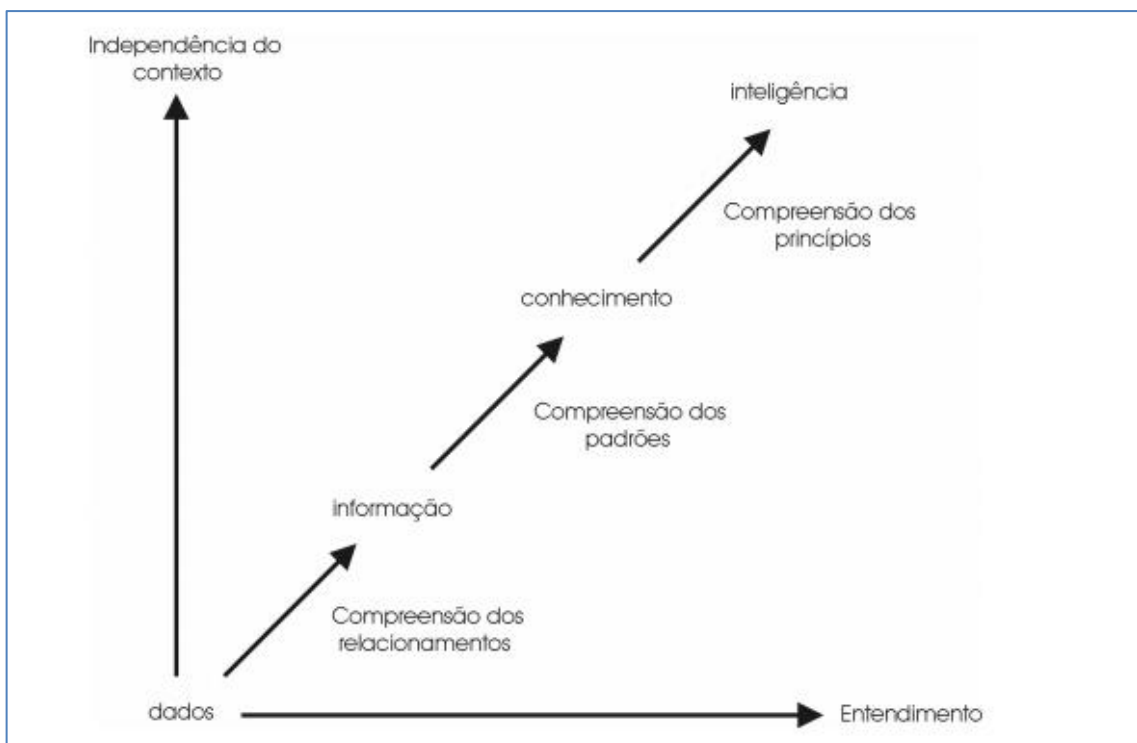 Independência do
contexto
inteligência
Compreensão dos
princípios
conhecimento
Compreensão dos
padrões
informação
Compreensão dos
relacionamentos
dados
Entendimento